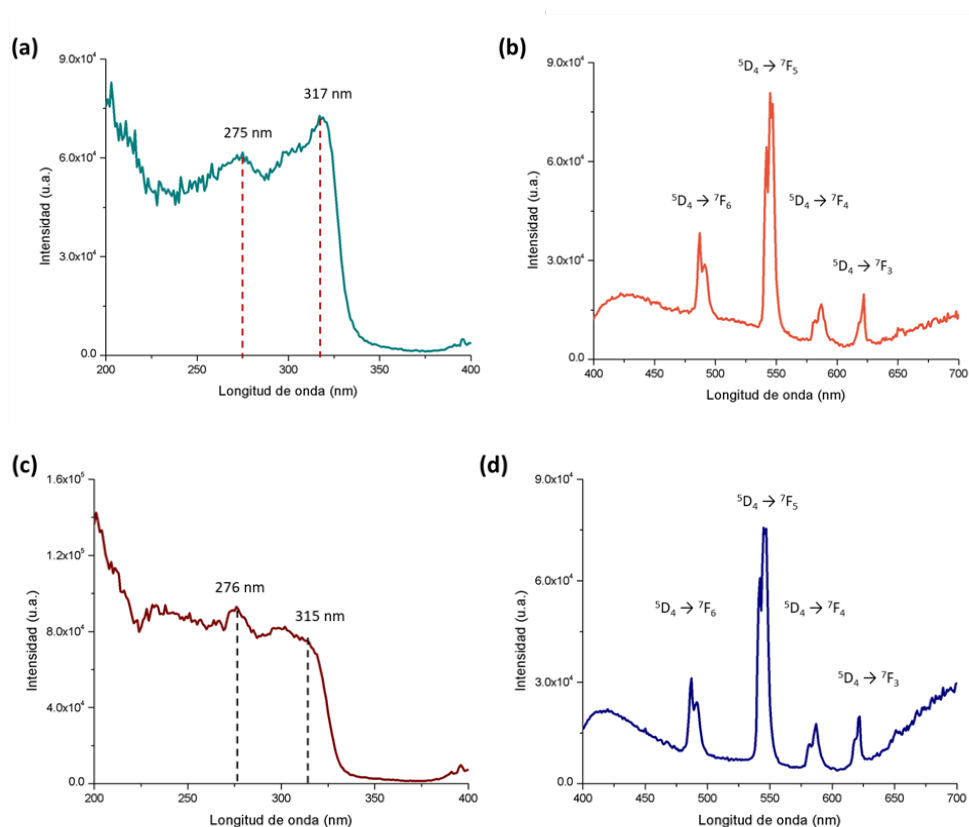 (a)
9.0x10⁴
6.0x10⁴
3.0x10⁴
0.0
Intensidad (u.a.)
275 nm
317 nm
200 250 300 350 400
Longitud de onda (nm)
(b)
9.0x10⁴
6.0x10⁴
3.0x10⁴
0.0
Intensidad (u.a.)
⁵D₄ → ⁷F₅
⁵D₄ → ⁷F₆
⁵D₄ → ⁷F₄
⁵D₄ → ⁷F₃
400 450 500 550 600 650 700
Longitud de onda (nm)
(c)
1.6x10⁵
1.2x10⁵
8.0x10⁴
4.0x10⁴
0.0
Intensidad (u.a.)
276 nm
315 nm
200 250 300 350 400
Longitud de onda (nm)
(d)
9.0x10⁴
6.0x10⁴
3.0x10⁴
0.0
Intensidad (u.a.)
⁵D₄ → ⁷F₅
⁵D₄ → ⁷F₆
⁵D₄ → ⁷F₄
⁵D₄ → ⁷F₃
400 450 500 550 600 650 700
Longitud de onda (nm)